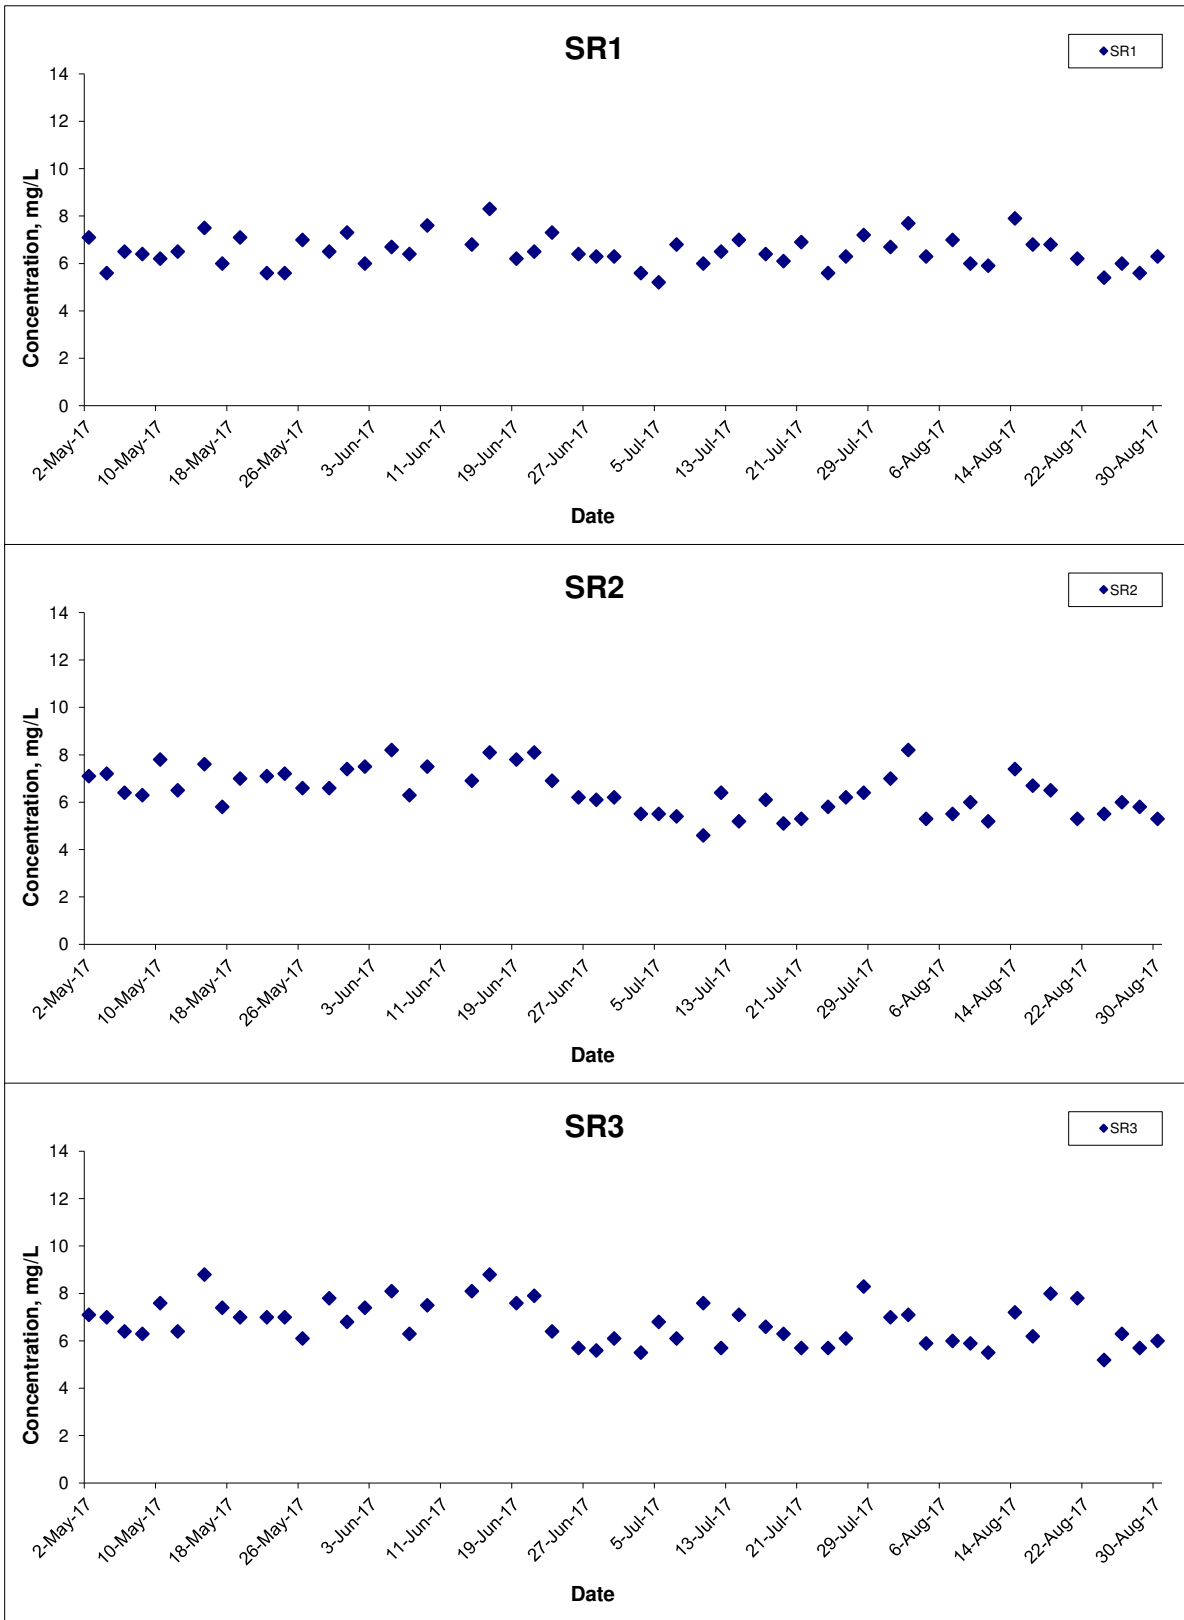 SR1
SR1
14
12
10
8
6
4
2
0
Concentration, mg/L
2-May-17
10-May-17
18-May-17
26-May-17
3-Jun-17
11-Jun-17
19-Jun-17
27-Jun-17
5-Jul-17
13-Jul-17
21-Jul-17
29-Jul-17
6-Aug-17
14-Aug-17
22-Aug-17
30-Aug-17
Date
SR2
SR2
14
12
10
8
6
4
2
0
Concentration, mg/L
2-May-17
10-May-17
18-May-17
26-May-17
3-Jun-17
11-Jun-17
19-Jun-17
27-Jun-17
5-Jul-17
13-Jul-17
21-Jul-17
29-Jul-17
6-Aug-17
14-Aug-17
22-Aug-17
30-Aug-17
Date
SR3
SR3
14
12
10
8
6
4
2
0
Concentration, mg/L
2-May-17
10-May-17
18-May-17
26-May-17
3-Jun-17
11-Jun-17
19-Jun-17
27-Jun-17
5-Jul-17
13-Jul-17
21-Jul-17
29-Jul-17
6-Aug-17
14-Aug-17
22-Aug-17
30-Aug-17
Date